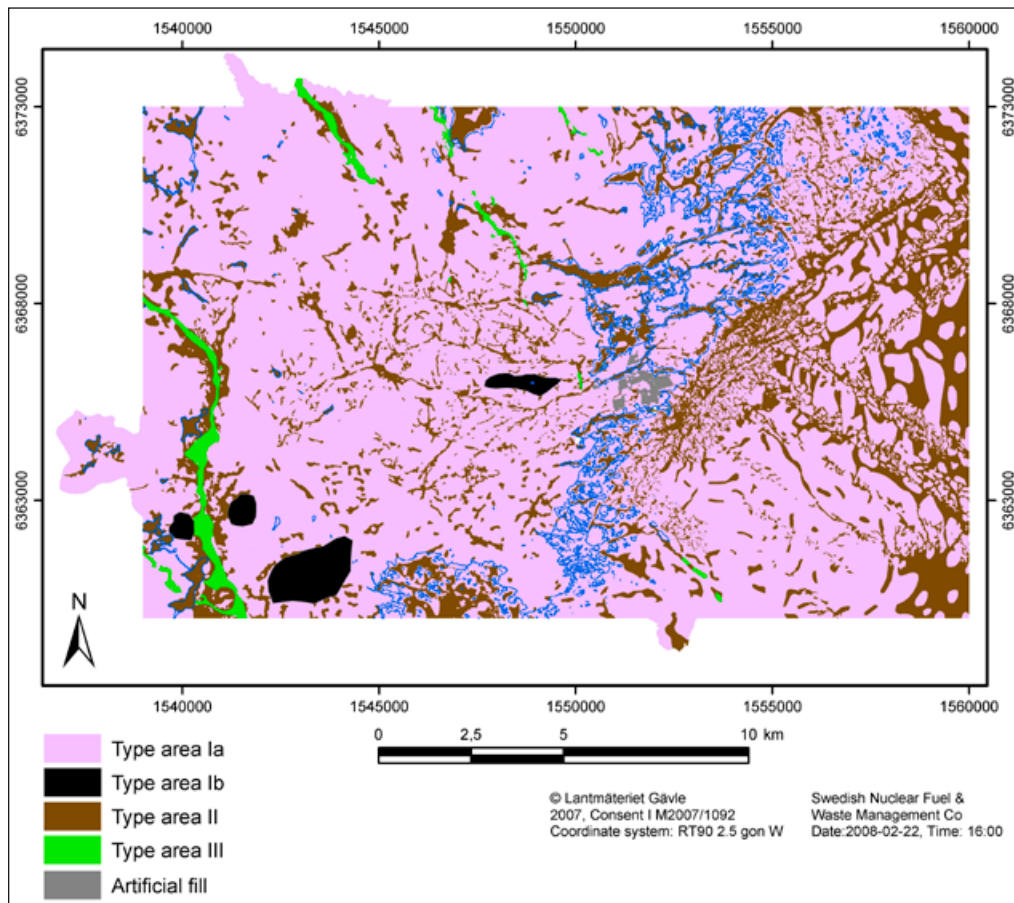 1540000 1545000 1550000 1555000 1560000
6373000 6373000
6368000 6368000
6363000 6363000
N
1540000 1545000 1550000 1555000 1560000
Type area Ia
Type area Ib
Type area II
Type area III
Artificial fill
0 2,5 5 10 km
© Lantmäteriet Gävle
2007, Consent I M2007/1092
Coordinate system: RT90 2.5 gon W
Swedish Nuclear Fuel &
Waste Management Co
Date:2008-02-22, Time: 16:00